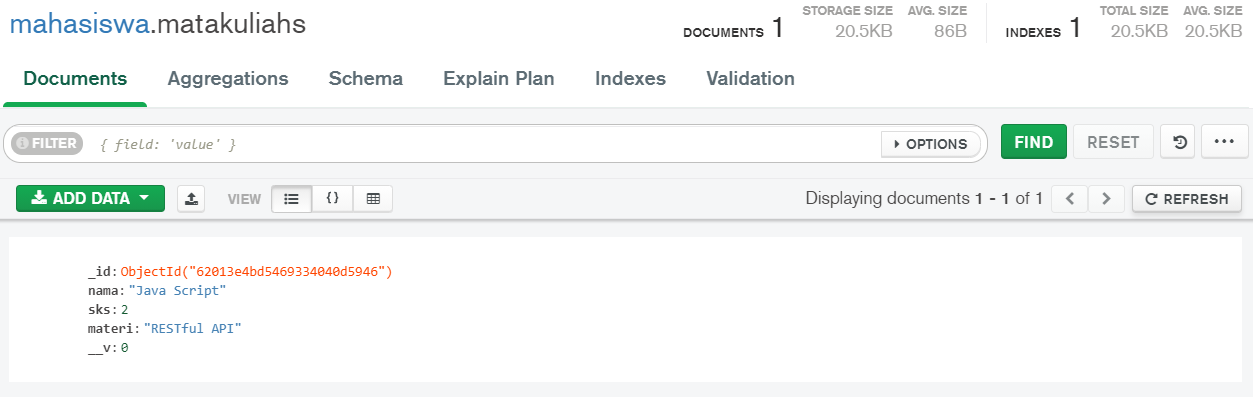 mahasiswa.matakuliahs
DOCUMENTS 1
STORAGE SIZE 20.5KB
AVG. SIZE 86B
INDEXES 1
TOTAL SIZE 20.5KB
AVG. SIZE 20.5KB
Documents Aggregations Schema Explain Plan Indexes Validation
FILTER { field: 'value' } OPTIONS FIND RESET
ADD DATA VIEW {} Displaying documents 1 - 1 of 1 REFRESH
_id: ObjectId("62013e4bd5469334040d5946")
nama: "Java Script"
sks: 2
materi: "RESTful API"
__v: 0